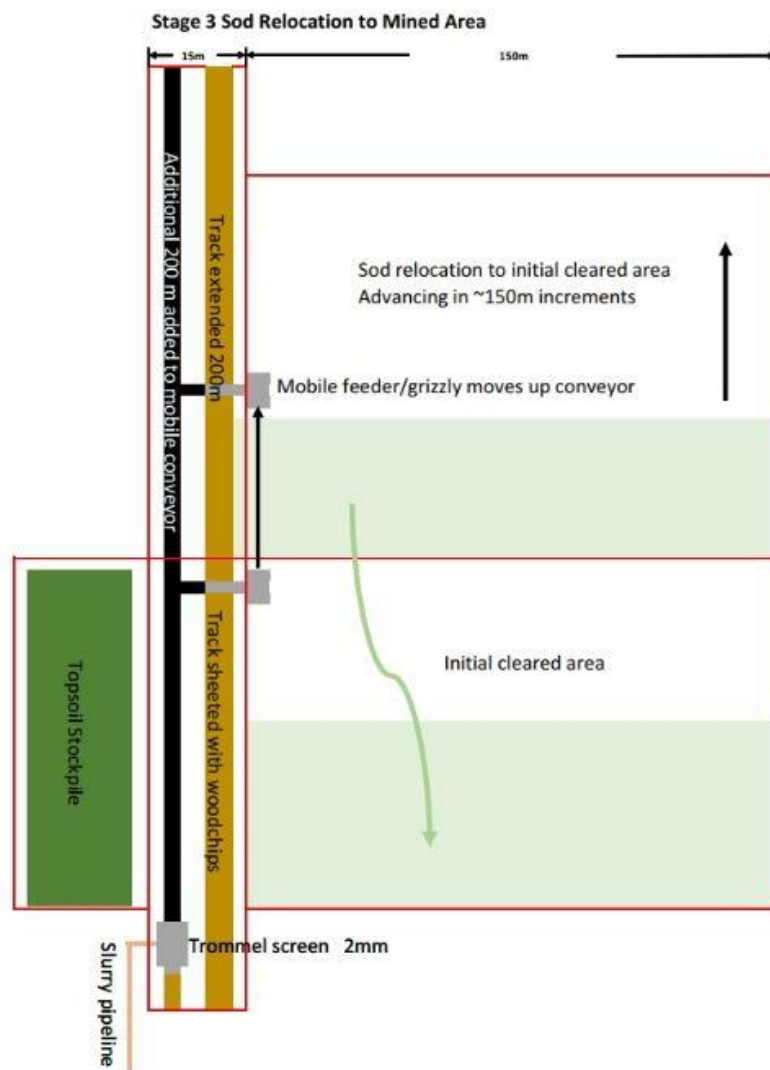 Stage 3 Sod Relocation to Mined Area
15m
150m
Additional 200 m added to mobile conveyor
Track extended 200m
Sod relocation to initial cleared area
Advancing in ~150m increments
Mobile feeder/grizzly moves up conveyor
Topsoil Stockpile
Track sheeted with woodchips
Initial cleared area
Trommel screen 2mm
Slurry pipeline